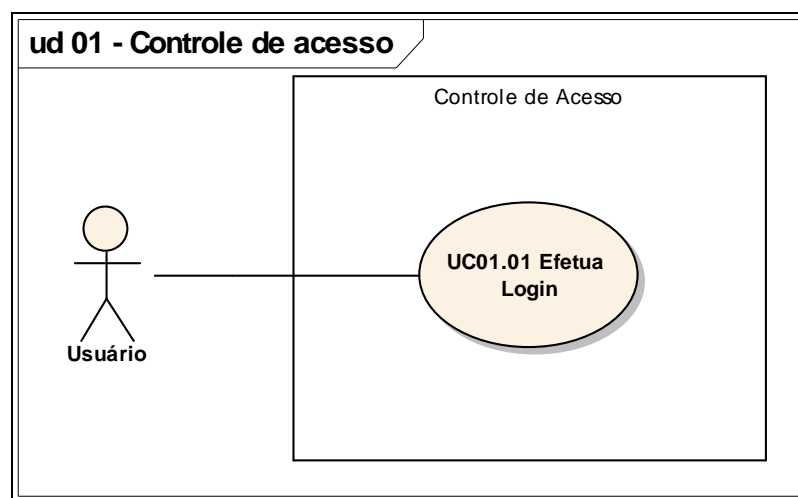 ud 01 - Controle de acesso
Controle de Acesso
UC01.01 Efetua
Login
Usuário